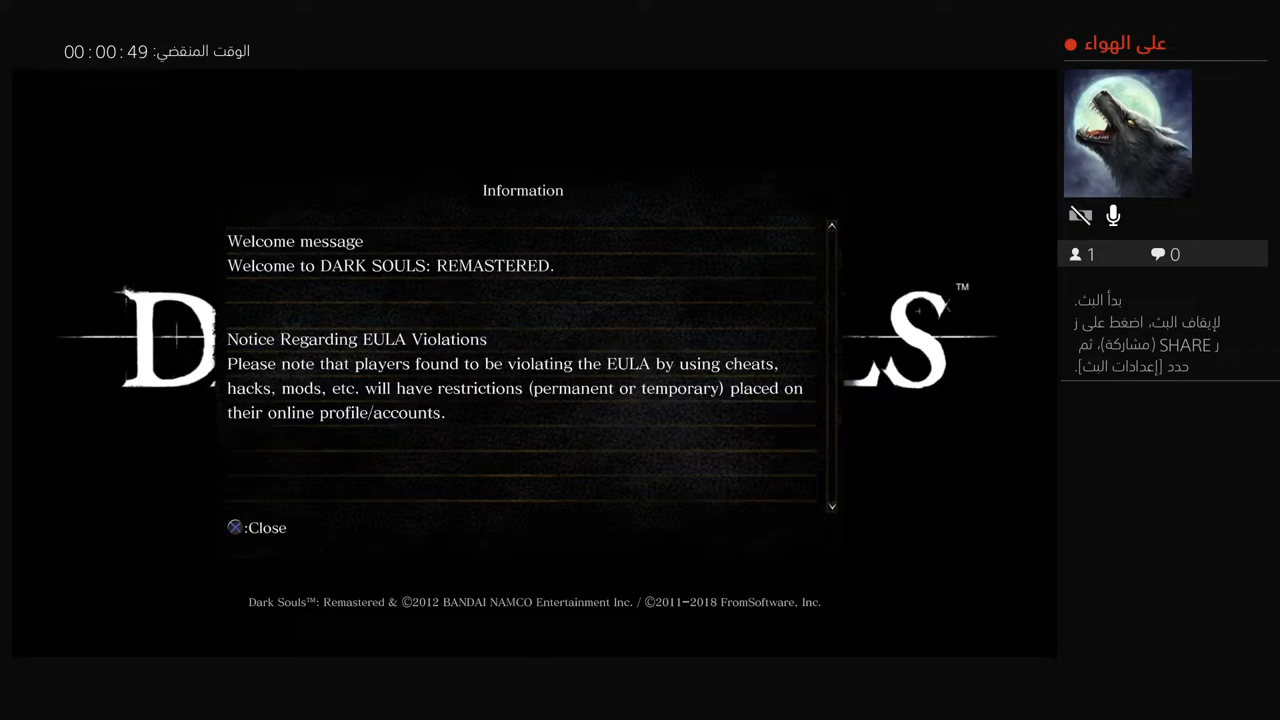 الوقت المنقضي: 00:00:49
على الهواء
Information
Welcome message
Welcome to DARK SOULS: REMASTERED.
D LS ™
Notice Regarding EULA Violations
Please note that players found to be violating the EULA by using cheats,
hacks, mods, etc. will have restrictions (permanent or temporary) placed on
their online profile/accounts.
:Close
Dark Souls™: Remastered & ©2012 BANDAI NAMCO Entertainment Inc. / ©2011-2018 FromSoftware, Inc.
1 0
بدأ البث.
لإيقاف البث، اضغط على ز
ر SHARE (مشاركة)، ثم
حدد [إعدادات البث].